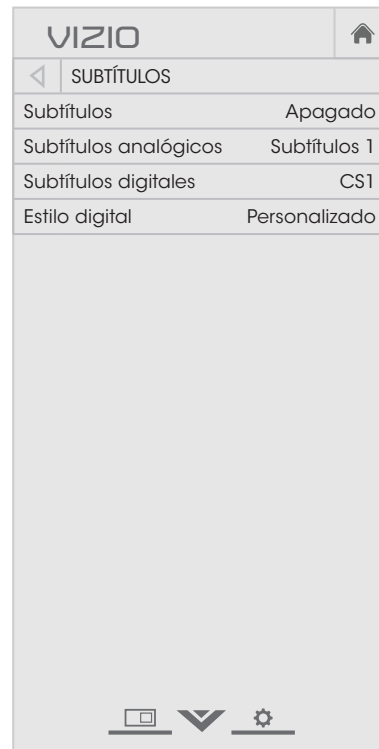 VIZIO
SUBTÍTULOS
Subtítulos Apagado
Subtítulos analógicos Subtítulos 1
Subtítulos digitales CS1
Estilo digital Personalizado